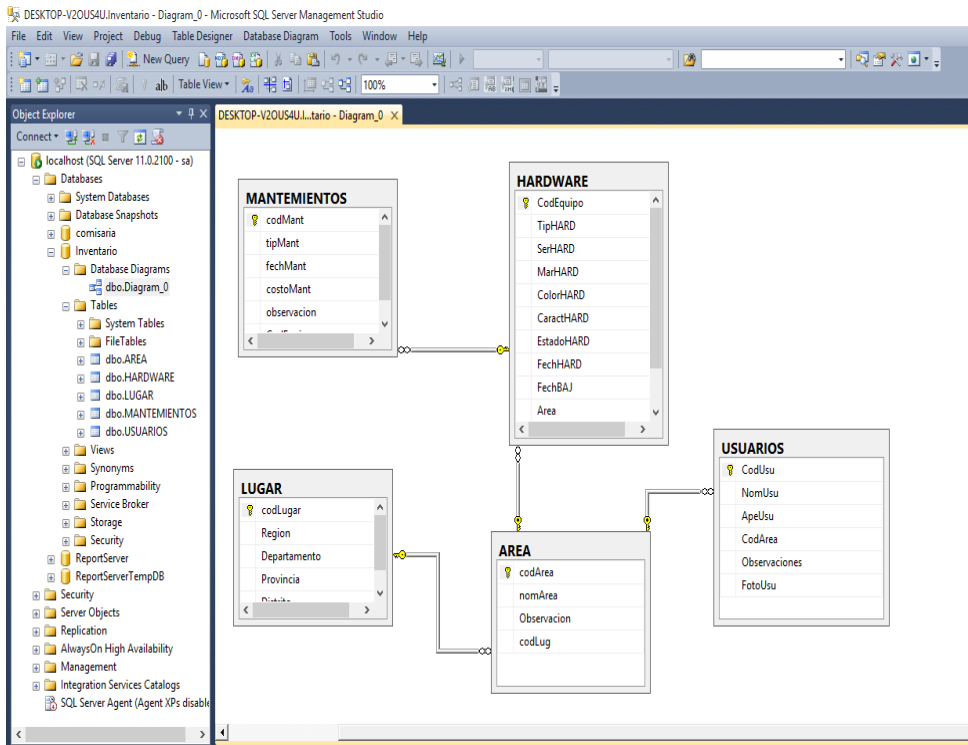 DESKTOP-V2OUS4U.Inventario - Diagram_0 - Microsoft SQL Server Management Studio
File Edit View Project Debug Table Designer Database Diagram Tools Window Help
New Query
Table View 100%
Object Explorer
DESKTOP-V2OUS4U.I...tario - Diagram_0
Connect
localhost (SQL Server 11.0.2100 - sa)
Databases
System Databases
Database Snapshots
comisaria
Inventario
Database Diagrams
dbo.Diagram_0
Tables
System Tables
FileTables
dbo.AREA
dbo.HARDWARE
dbo.LUGAR
dbo.MANTEMIENTOS
dbo.USUARIOS
Views
Synonyms
Programmability
Service Broker
Storage
Security
ReportServer
ReportServerTempDB
Security
Server Objects
Replication
AlwaysOn High Availability
Management
Integration Services Catalogs
SQL Server Agent (Agent XPs disable
MANTEMIENTOS
codMant
tipMant
fechMant
costoMant
observacion
HARDWARE
CodEquipo
TipHARD
SerHARD
MarHARD
ColorHARD
CaractHARD
EstadoHARD
FechHARD
FechBAJ
Area
LUGAR
codLugar
Region
Departamento
Provincia
Distrito
AREA
codArea
nomArea
Observacion
codLug
USUARIOS
CodUsu
NomUsu
ApeUsu
CodArea
Observaciones
FotoUsu